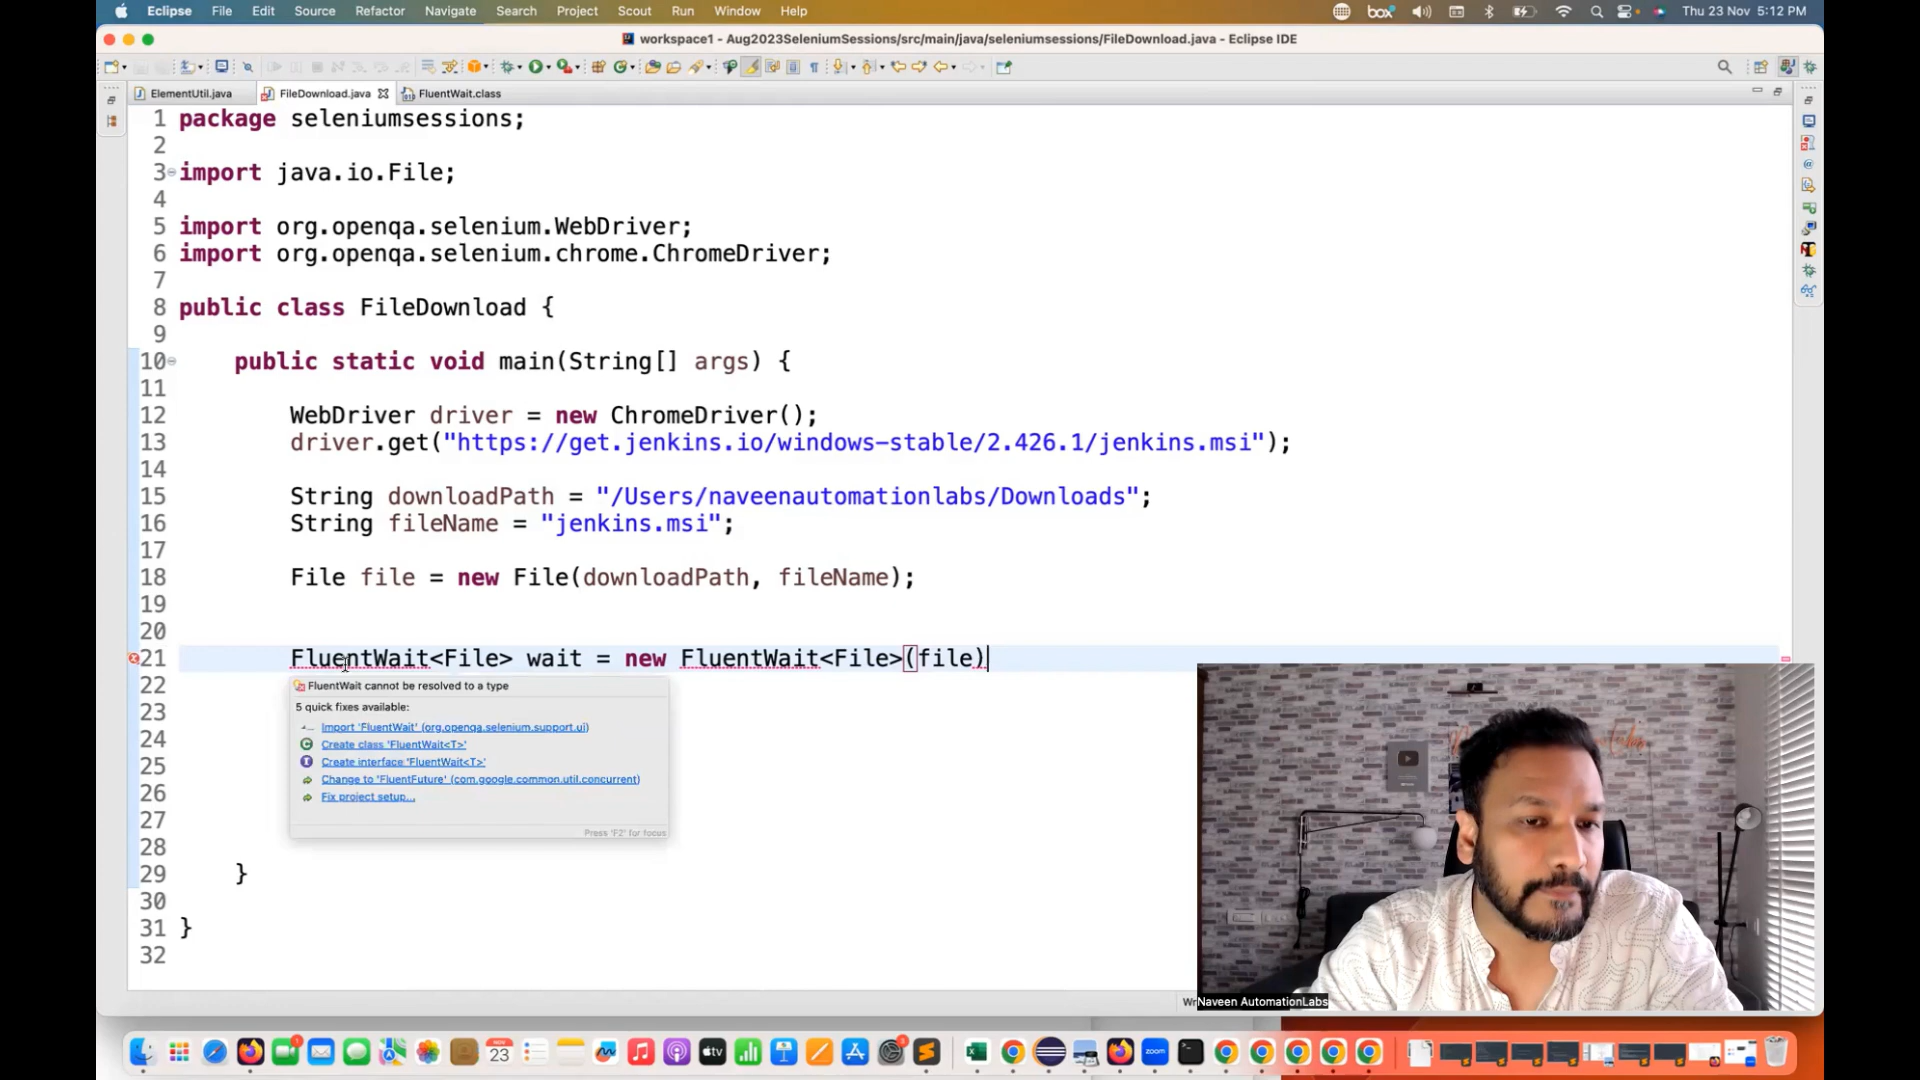 Eclipse File Edit Source Refactor Navigate Search Project Scout Run Window Help box Thu 23 Nov 5:12 PM
workspace1 - Aug2023SeleniumSessions/src/main/java/seleniumsessions/FileDownload.java - Eclipse IDE
ElementUtil.java FileDownload.java FluentWait.class
1 package seleniumsessions;
2
3 import java.io.File;
4
5 import org.openqa.selenium.WebDriver;
6 import org.openqa.selenium.chrome.ChromeDriver;
7
8 public class FileDownload {
9
10 public static void main(String[] args) {
11
12 WebDriver driver = new ChromeDriver();
13 driver.get("https://get.jenkins.io/windows-stable/2.426.1/jenkins.msi");
14
15 String downloadPath = "/Users/naveenautomationlabs/Downloads";
16 String fileName = "jenkins.msi";
17
18 File file = new File(downloadPath, fileName);
19
20
21 FluentWait<File> wait = new FluentWait<File>(file)
22 FluentWait cannot be resolved to a type
5 quick fixes available:
23
Import 'FluentWait' (org.openqa.selenium.support.ui)
24 Create class 'FluentWait<T>'
25 Create interface 'FluentWait<T>'
Change to 'FluentFuture' (com.google.common.util.concurrent)
26 Fix project setup...
27
Press 'F2' for focus
28
29 }
30
31 }
32
Naveen AutomationLabs
NOV
23
tv
zoom